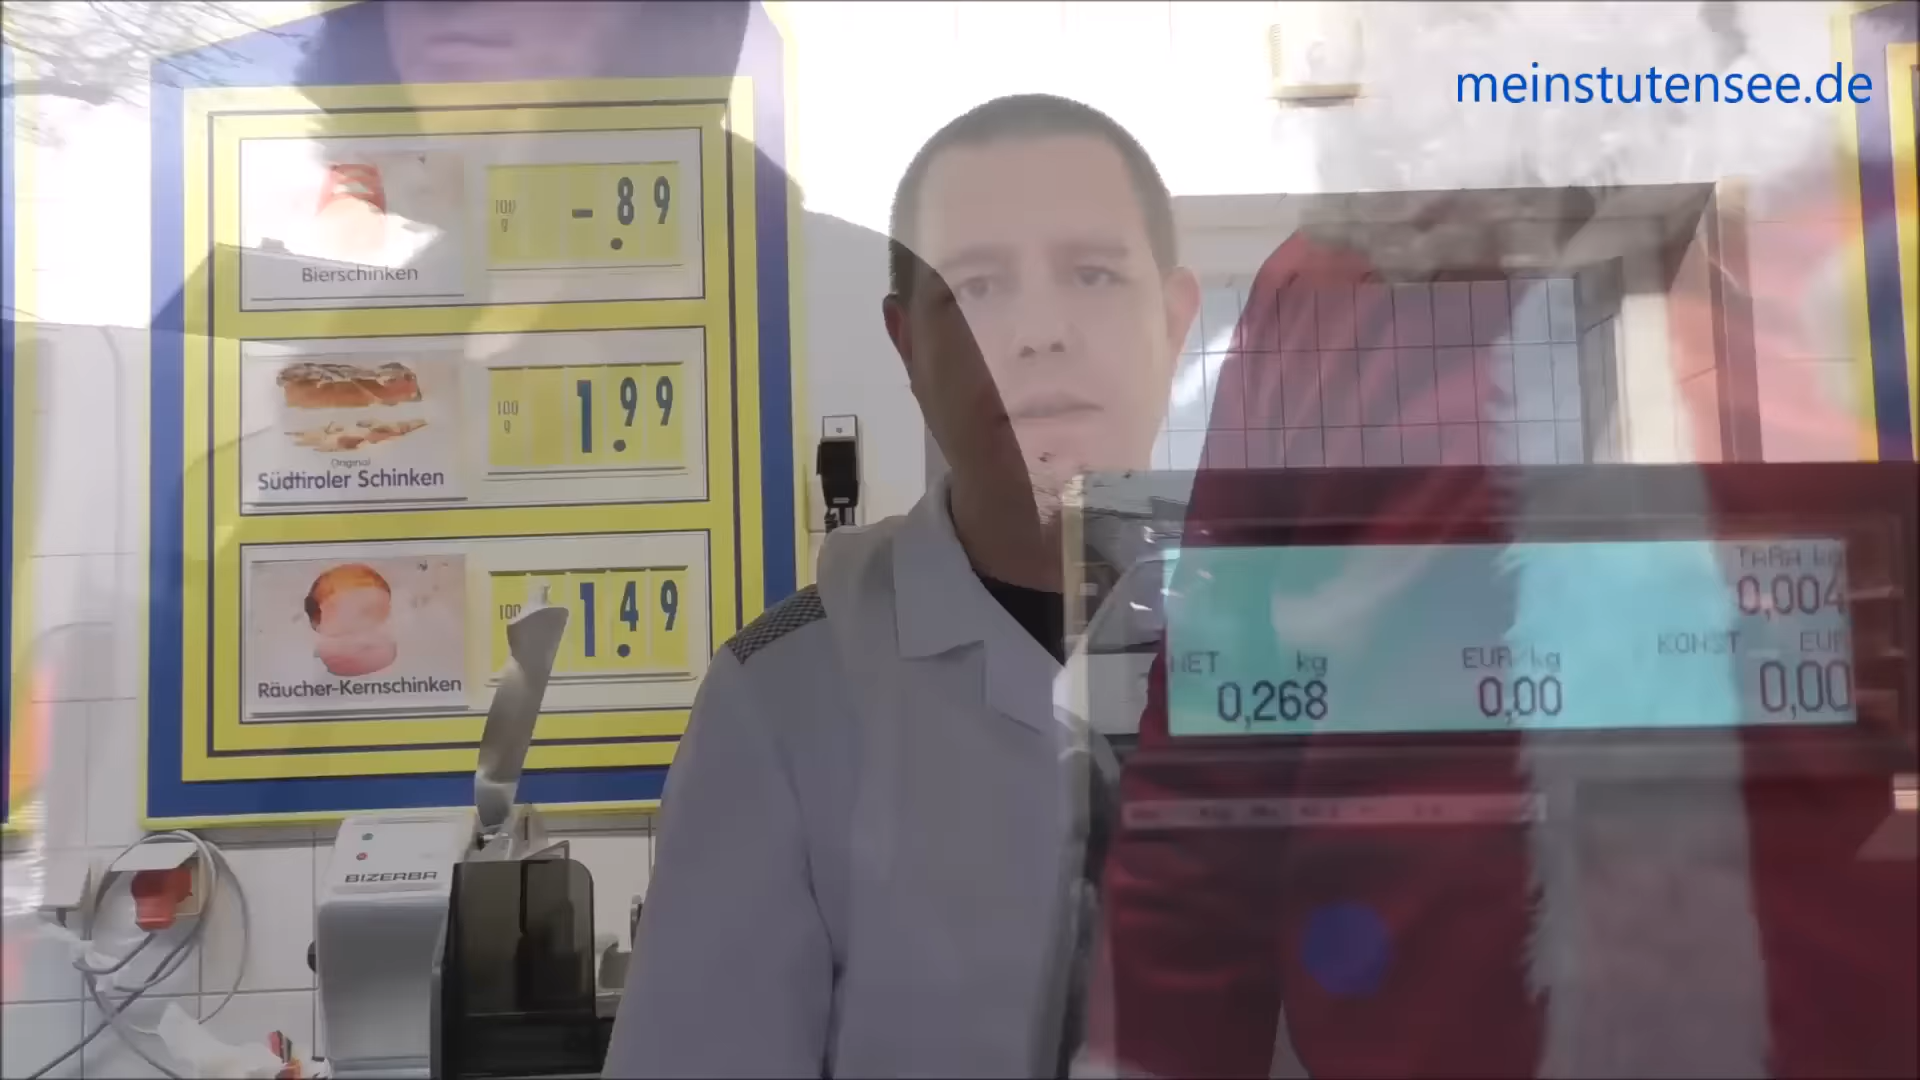 meinstutensee.de
100 g -.89
Bierschinken
100 g 1.99
Original
Südtiroler Schinken
100 1.49
Räucher-Kernschinken
BIZERBA
TARA kg
0,004
NET kg EUR/kg KONST EUR
0,268 0,00 0,00